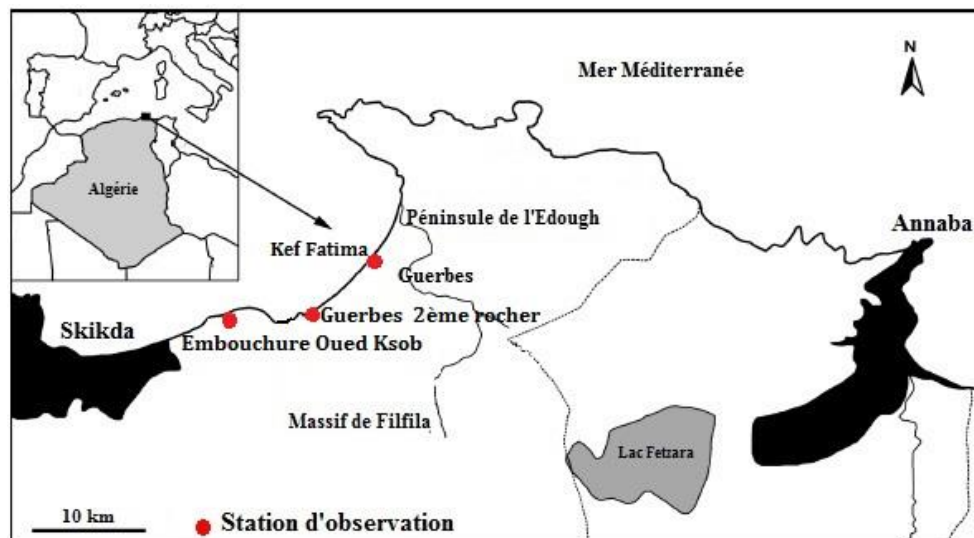 Mer Méditerranée
N
Algérie
Péninsule de l'Edough
Annaba
Kef Fatima
Guerbes
Skikda
Guerbes 2ème rocher
Embouchure Oued Ksob
Massif de Filfila
Lac Fetzara
10 km
Station d'observation